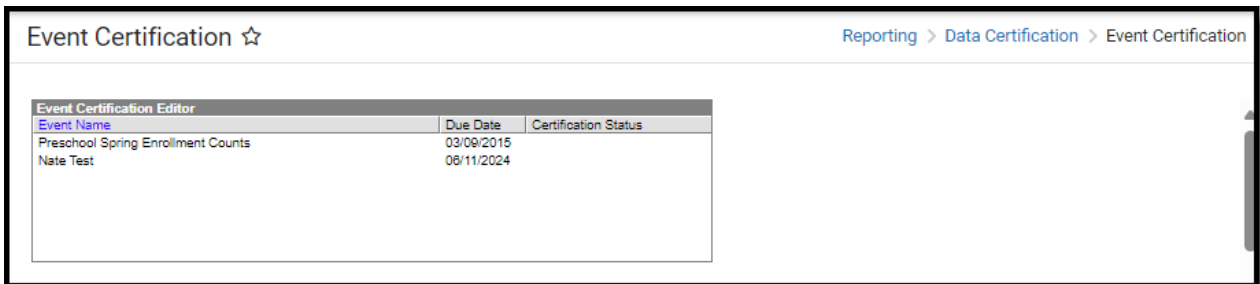 Event Certification ☆
Reporting > Data Certification > Event Certification
Event Certification Editor
Event Name Due Date Certification Status
Preschool Spring Enrollment Counts 03/09/2015
Nate Test 06/11/2024